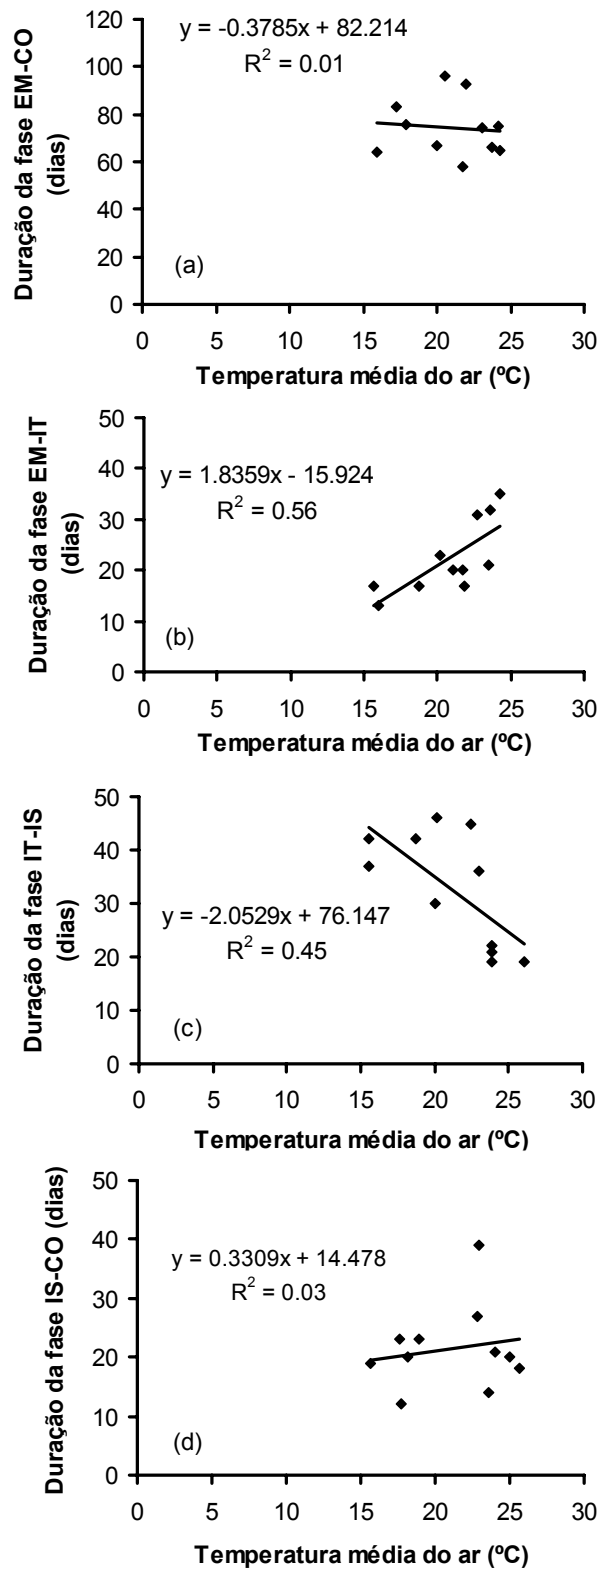 y = -0.3785x + 82.214
R² = 0.01
Duração da fase EM-CO
(dias)
120
100
80
60
40
20
0
(a)
0 5 10 15 20 25 30
Temperatura média do ar (ºC)
y = 1.8359x - 15.924
R² = 0.56
Duração da fase EM-IT
(dias)
50
40
30
20
10
0
(b)
0 5 10 15 20 25 30
Temperatura média do ar (ºC)
y = -2.0529x + 76.147
R² = 0.45
Duração da fase IT-IS
(dias)
50
40
30
20
10
0
(c)
0 5 10 15 20 25 30
Temperatura média do ar (ºC)
y = 0.3309x + 14.478
R² = 0.03
Duração da fase IS-CO (dias)
50
40
30
20
10
0
(d)
0 5 10 15 20 25 30
Temperatura média do ar (ºC)